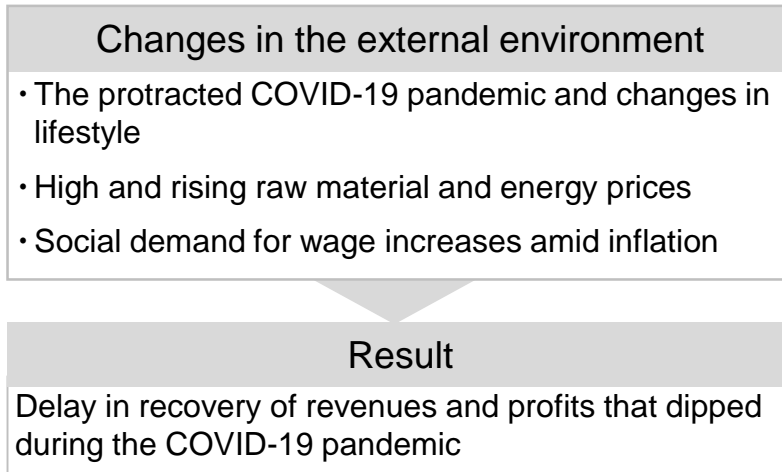 Changes in the external environment
・The protracted COVID-19 pandemic and changes in
lifestyle
・High and rising raw material and energy prices
・Social demand for wage increases amid inflation
Result
Delay in recovery of revenues and profits that dipped
during the COVID-19 pandemic